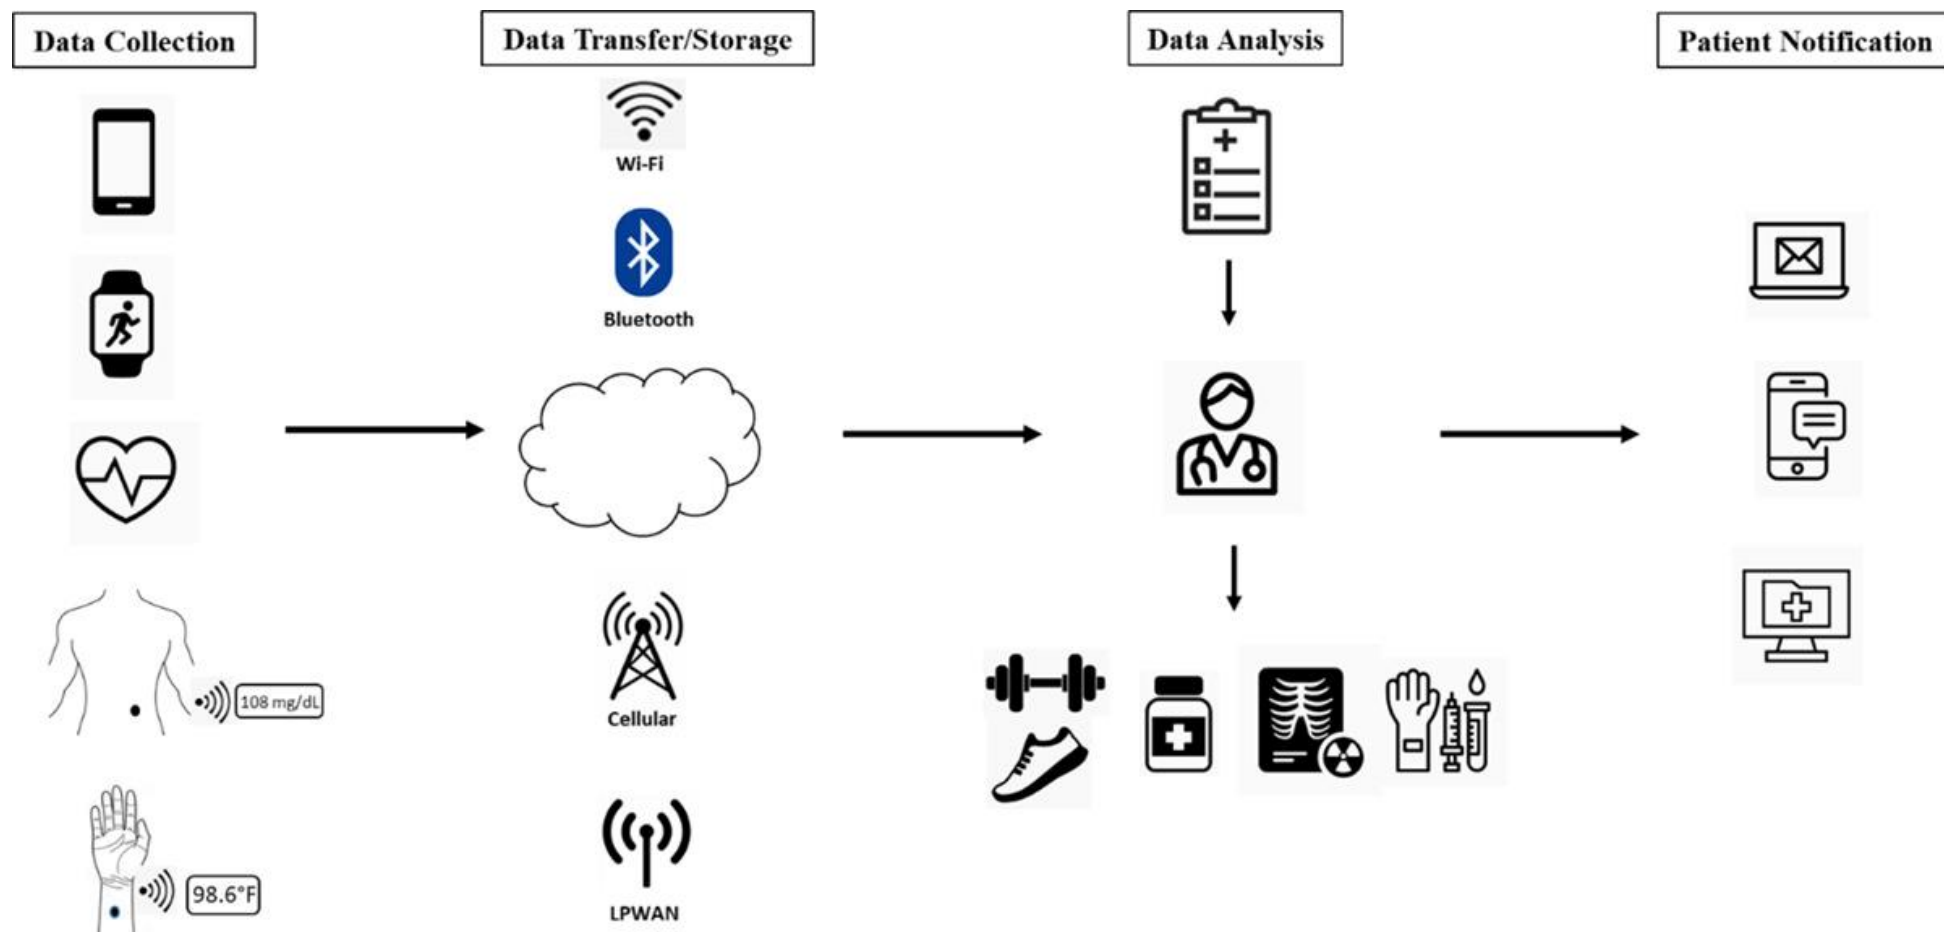 Data Collection
Data Transfer/Storage
Data Analysis
Patient Notification
Wi-Fi
Bluetooth
108 mg/dL
Cellular
98.6°F
LPWAN